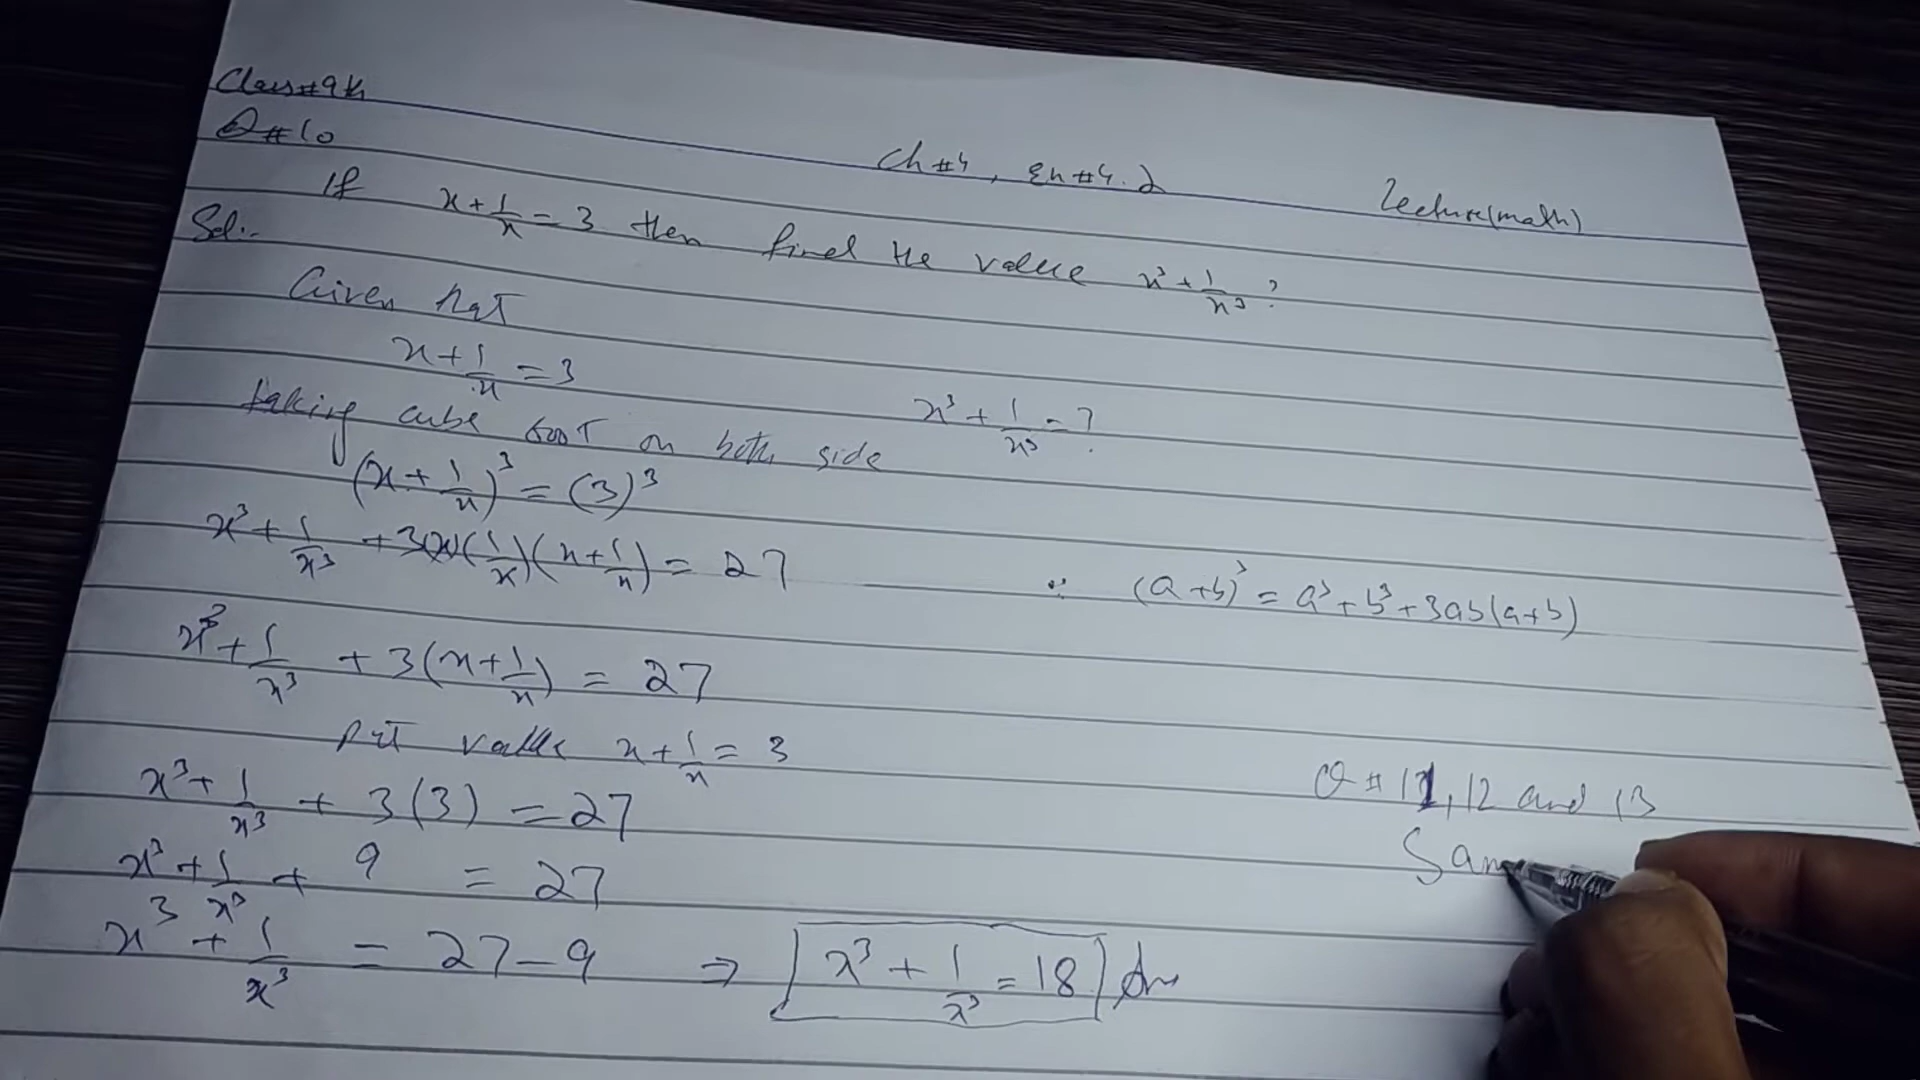 Class#9th
Q#10
Ch#4, Ex#4.2
Lecture(math)
If x+1/x=3 then find the value x³+1/x³?
Sol:-
Given that
x+1/x=3
x³+1/x³=?
taking cube root on both side
(x+1/x)³=(3)³
x³+1/x³+3(x)(1/x)(x+1/x)=27
∵ (a+b)³=a³+b³+3ab(a+b)
x³+1/x³+3(x+1/x)=27
Put value x+1/x=3
x³+1/x³+3(3)=27
Q#11,12 and 13
x³+1/x³+9=27
Sam
x³+1/x³=27-9 ⇒ x³+1/x³=18 Ans